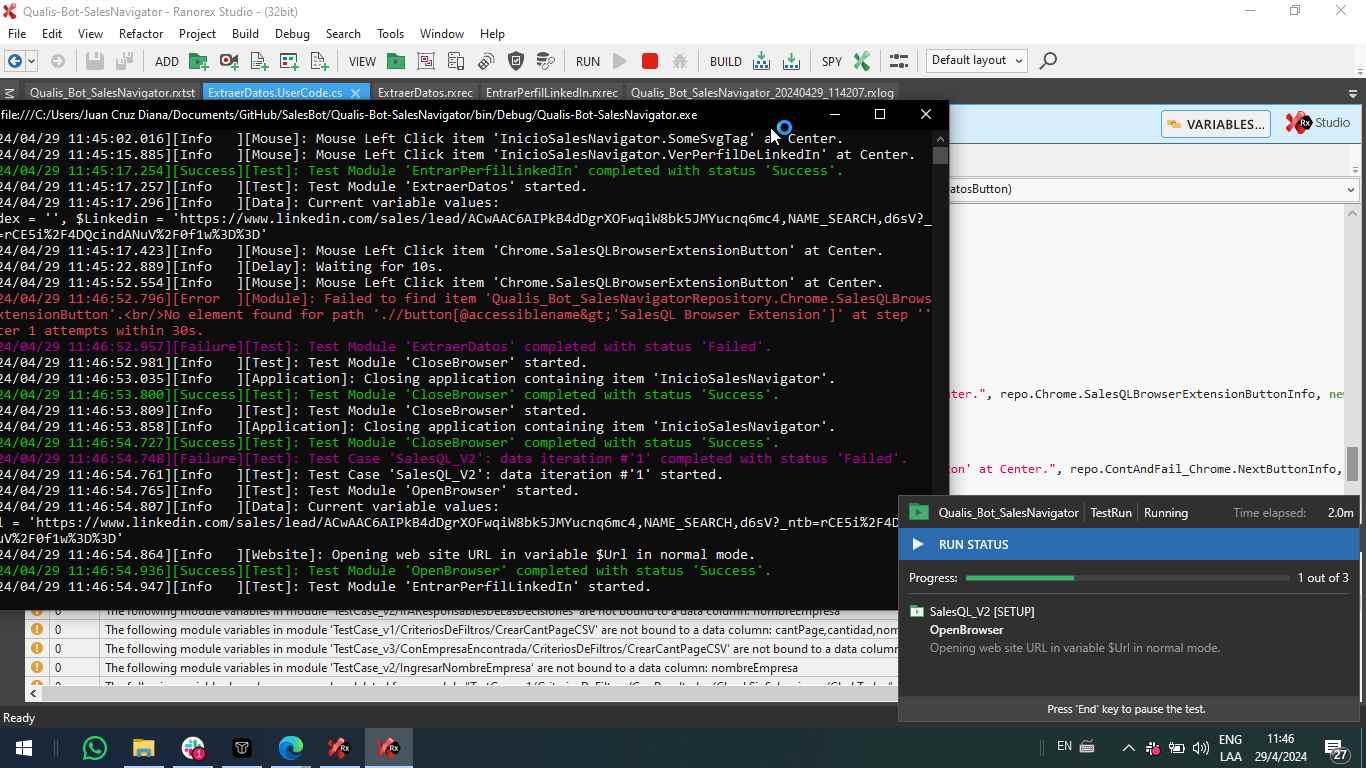 Qualis-Bot-SalesNavigator - Ranorex Studio - (32bit)
File Edit View Refactor Project Build Debug Search Tools Window Help
ADD VIEW RUN BUILD SPY Default layout
Qualis_Bot_SalesNavigator.rxtst ExtraerDatos.UserCode.cs ExtraerDatos.rxrec EntrarPerfilLinkedIn.rxrec Qualis_Bot_SalesNavigator_20240429_114207.rxlog
file:///C:/Users/Juan Cruz Diana/Documents/GitHub/SalesBot/Qualis-Bot-SalesNavigator/bin/Debug/Qualis-Bot-SalesNavigator.exe
VARIABLES... Rx Studio
24/04/29 11:45:02.016][Info   ][Mouse]: Mouse Left Click item 'InicioSalesNavigator.SomeSvgTag' at Center.
24/04/29 11:45:15.885][Info   ][Mouse]: Mouse Left Click item 'InicioSalesNavigator.VerPerfilDeLinkedIn' at Center.
24/04/29 11:45:17.254][Success][Test]: Test Module 'EntrarPerfilLinkedIn' completed with status 'Success'.
24/04/29 11:45:17.257][Info   ][Test]: Test Module 'ExtraerDatos' started.
atosButton)
24/04/29 11:45:17.296][Info   ][Data]: Current variable values:
dex = '', $Linkedin = 'https://www.linkedin.com/sales/lead/ACwAAC6AIPkB4dDgrXOFwqiW8bk5JMYucnq6mc4,NAME_SEARCH,d6sV?_
=rCE5i%2F4DQcindANuV%2F0f1w%3D%3D'
24/04/29 11:45:17.423][Info   ][Mouse]: Mouse Left Click item 'Chrome.SalesQLBrowserExtensionButton' at Center.
24/04/29 11:45:22.889][Info   ][Delay]: Waiting for 10s.
24/04/29 11:45:52.554][Info   ][Mouse]: Mouse Left Click item 'Chrome.SalesQLBrowserExtensionButton' at Center.
24/04/29 11:46:52.796][Error  ][Module]: Failed to find item 'Qualis_Bot_SalesNavigatorRepository.Chrome.SalesQLBrows
xtensionButton'.<br/>No element found for path './/button[@accessiblename&gt;'SalesQL Browser Extension']' at step ''
ter 1 attempts within 30s.
24/04/29 11:46:52.957][Failure][Test]: Test Module 'ExtraerDatos' completed with status 'Failed'.
24/04/29 11:46:52.981][Info   ][Test]: Test Module 'CloseBrowser' started.
24/04/29 11:46:53.035][Info   ][Application]: Closing application containing item 'InicioSalesNavigator'.
24/04/29 11:46:53.800][Success][Test]: Test Module 'CloseBrowser' completed with status 'Success'.
ter.", repo.Chrome.SalesQLBrowserExtensionButtonInfo, new
24/04/29 11:46:53.809][Info   ][Test]: Test Module 'CloseBrowser' started.
24/04/29 11:46:53.858][Info   ][Application]: Closing application containing item 'InicioSalesNavigator'.
24/04/29 11:46:54.727][Success][Test]: Test Module 'CloseBrowser' completed with status 'Success'.
24/04/29 11:46:54.748][Failure][Test]: Test Case 'SalesQL_V2': data iteration #'1' completed with status 'Failed'.
24/04/29 11:46:54.761][Info   ][Test]: Test Case 'SalesQL_V2': data iteration #'1' started.
on' at Center.", repo.ContAndFail_Chrome.NextButtonInfo,
24/04/29 11:46:54.765][Info   ][Test]: Test Module 'OpenBrowser' started.
24/04/29 11:46:54.807][Info   ][Data]: Current variable values:
l = 'https://www.linkedin.com/sales/lead/ACwAAC6AIPkB4dDgrXOFwqiW8bk5JMYucnq6mc4,NAME_SEARCH,d6sV?_ntb=rCE5i%2F4D
uV%2F0f1w%3D%3D'
24/04/29 11:46:54.864][Info   ][Website]: Opening web site URL in variable $Url in normal mode.
24/04/29 11:46:54.936][Success][Test]: Test Module 'OpenBrowser' completed with status 'Success'.
24/04/29 11:46:54.947][Info   ][Test]: Test Module 'EntrarPerfilLinkedIn' started.
Qualis_Bot_SalesNavigator TestRun Running Time elapsed: 2.0m
RUN STATUS
Progress: 1 out of 3
SalesQL_V2 [SETUP]
OpenBrowser
Opening web site URL in variable $Url in normal mode.
Press 'End' key to pause the test.
The following module variables in module 'TestCase_v2/IrAResponsalesDeLasDecisiones' are not bound to a data column: nombreEmpresa
0 The following module variables in module 'TestCase_v1/CriteriosDeFiltros/CrearCantPageCSV' are not bound to a data column: cantPage,cantidad,nom
0 The following module variables in module 'TestCase_v3/ConEmpresaEncontrada/CriteriosDeFiltros/CrearCantPageCSV' are not bound to a data column
0 The following module variables in module 'TestCase_v2/IngresarNombreEmpresa' are not bound to a data column: nombreEmpresa
Ready
EN ENG LAA 11:46 29/4/2024 27